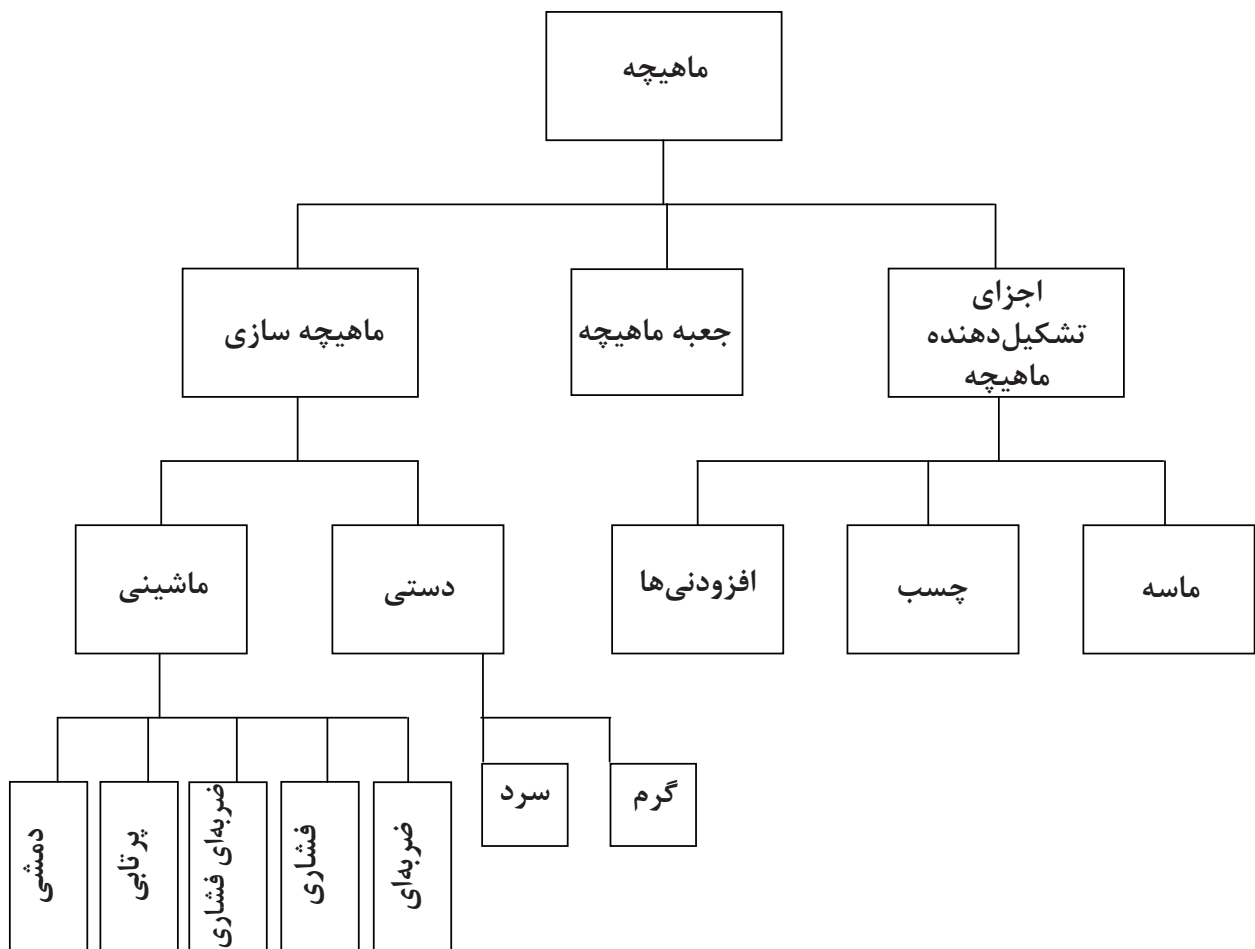 ماهیچه
اجزای
تشکیل‌دهنده
ماهیچه
جعبه ماهیچه
ماهیچه سازی
ماسه
چسب
افزودنی‌ها
دستی
ماشینی
گرم
سرد
ضربه‌ای
فشاری
ضربه‌ای فشاری
پرتابی
دمشی